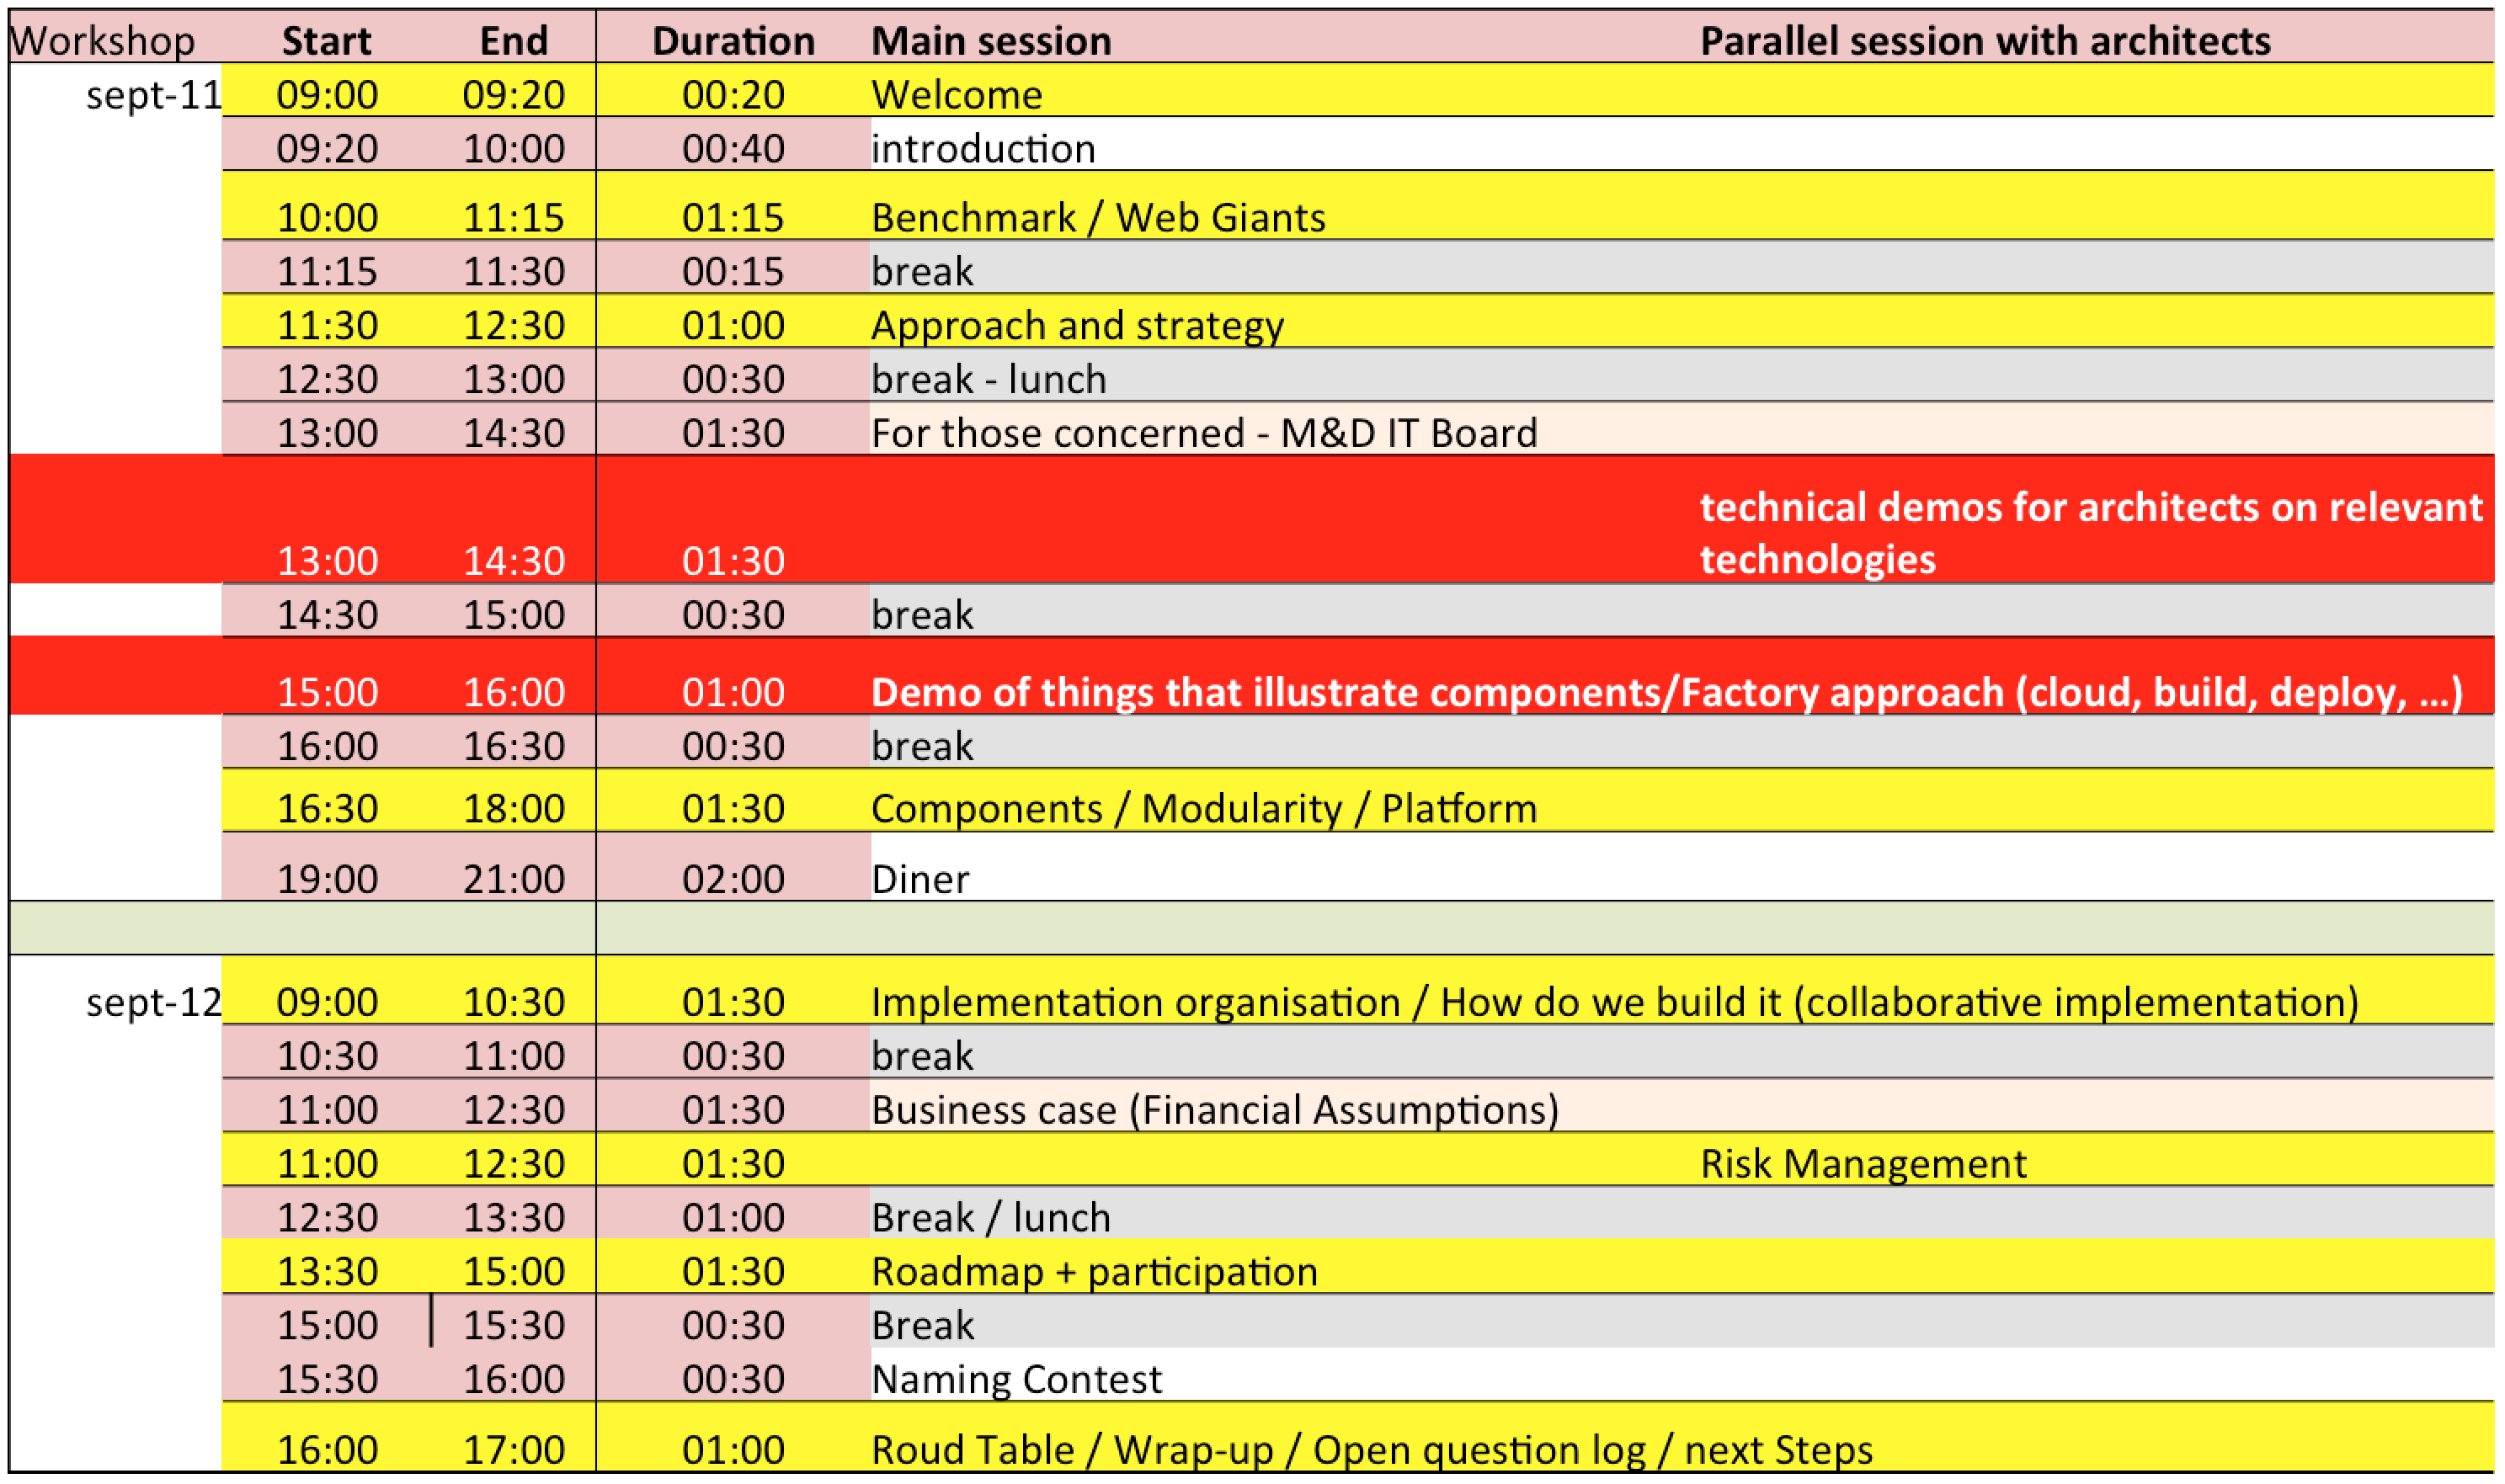 Workshop Start End Duration Main session Parallel session with architects
sept-11 09:00 09:20 00:20 Welcome
09:20 10:00 00:40 introduction
10:00 11:15 01:15 Benchmark / Web Giants
11:15 11:30 00:15 break
11:30 12:30 01:00 Approach and strategy
12:30 13:00 00:30 break - lunch
13:00 14:30 01:30 For those concerned - M&D IT Board
technical demos for architects on relevant
13:00 14:30 01:30 technologies
14:30 15:00 00:30 break
15:00 16:00 01:00 Demo of things that illustrate components/Factory approach (cloud, build, deploy, ...)
16:00 16:30 00:30 break
16:30 18:00 01:30 Components / Modularity / Platform
19:00 21:00 02:00 Diner
sept-12 09:00 10:30 01:30 Implementation organisation / How do we build it (collaborative implementation)
10:30 11:00 00:30 break
11:00 12:30 01:30 Business case (Financial Assumptions)
11:00 12:30 01:30 Risk Management
12:30 13:30 01:00 Break / lunch
13:30 15:00 01:30 Roadmap + participation
15:00 15:30 00:30 Break
15:30 16:00 00:30 Naming Contest
16:00 17:00 01:00 Roud Table / Wrap-up / Open question log / next Steps